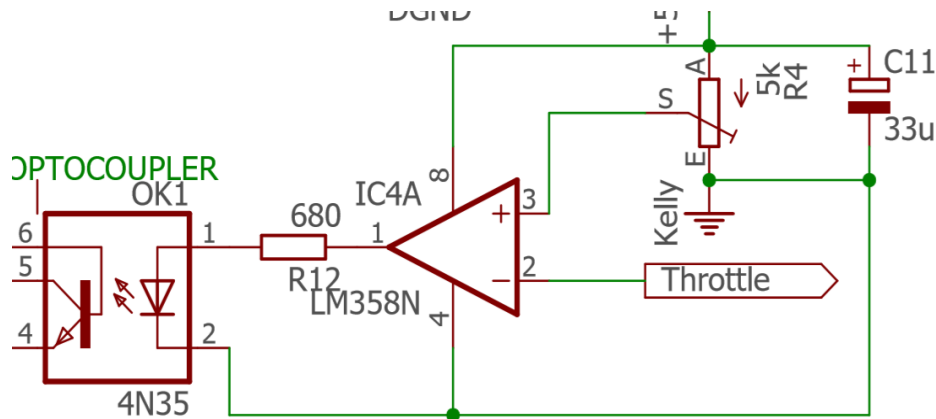 DGND
+5
A
C11
+
5k
R4
S
33u
E
OPTOCOUPLER
OK1
IC4A
8
Kelly
680
6
1
1
+
3
5
R12
2
Throttle
LM358N
4
4
2
4N35